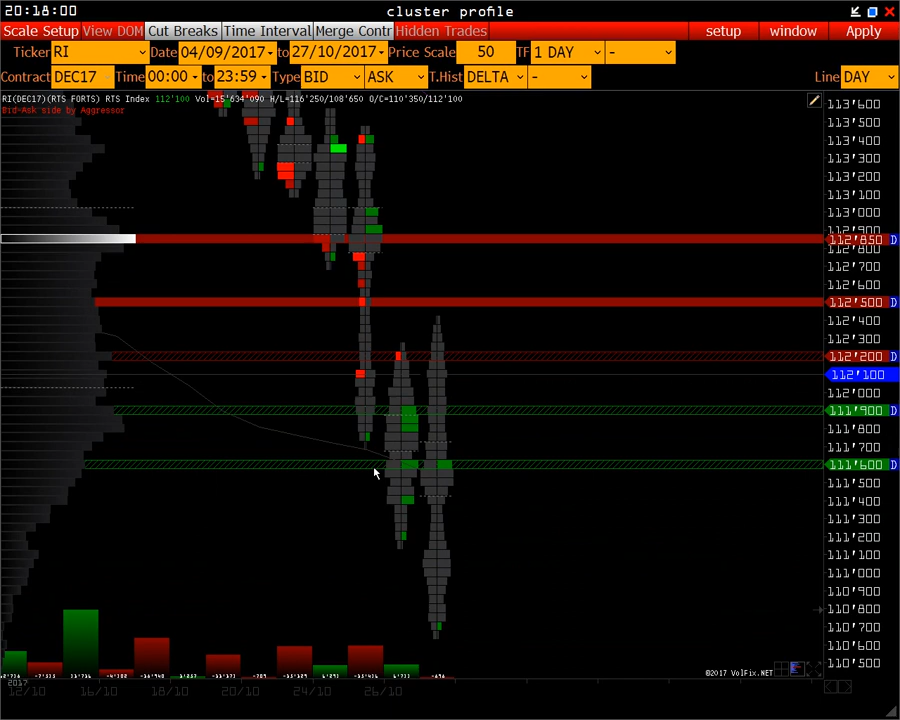 20:18:00 cluster profile
Scale Setup View DOM Cut Breaks Time Interval Merge Contr Hidden Trades setup window Apply
Ticker RI Date 04/09/2017 to 27/10/2017 Price Scale 50 TF 1 DAY -
Contract DEC17 Time 00:00 to 23:59 Type BID ASK T.Hist DELTA - Line DAY
RI(DEC17)(RTS FORTS) RTS Index 112'100 Vol=15'634'090 H/L=116'250/108'650 O/C=110'350/112'100
Bid-Ask side by Aggressor
113'600
113'500
113'400
113'300
113'200
113'100
113'000
112'850 D
112'800
112'700
112'600
112'500 D
112'400
112'300
112'200 D
112'100
112'000
111'900 D
111'800
111'700
111'600 D
111'500
111'400
111'300
111'200
111'100
111'000
110'900
110'800
110'700
110'600
110'500
©2017 VolFix.NET
2017
12/10 16/10 18/10 20/10 24/10 26/10